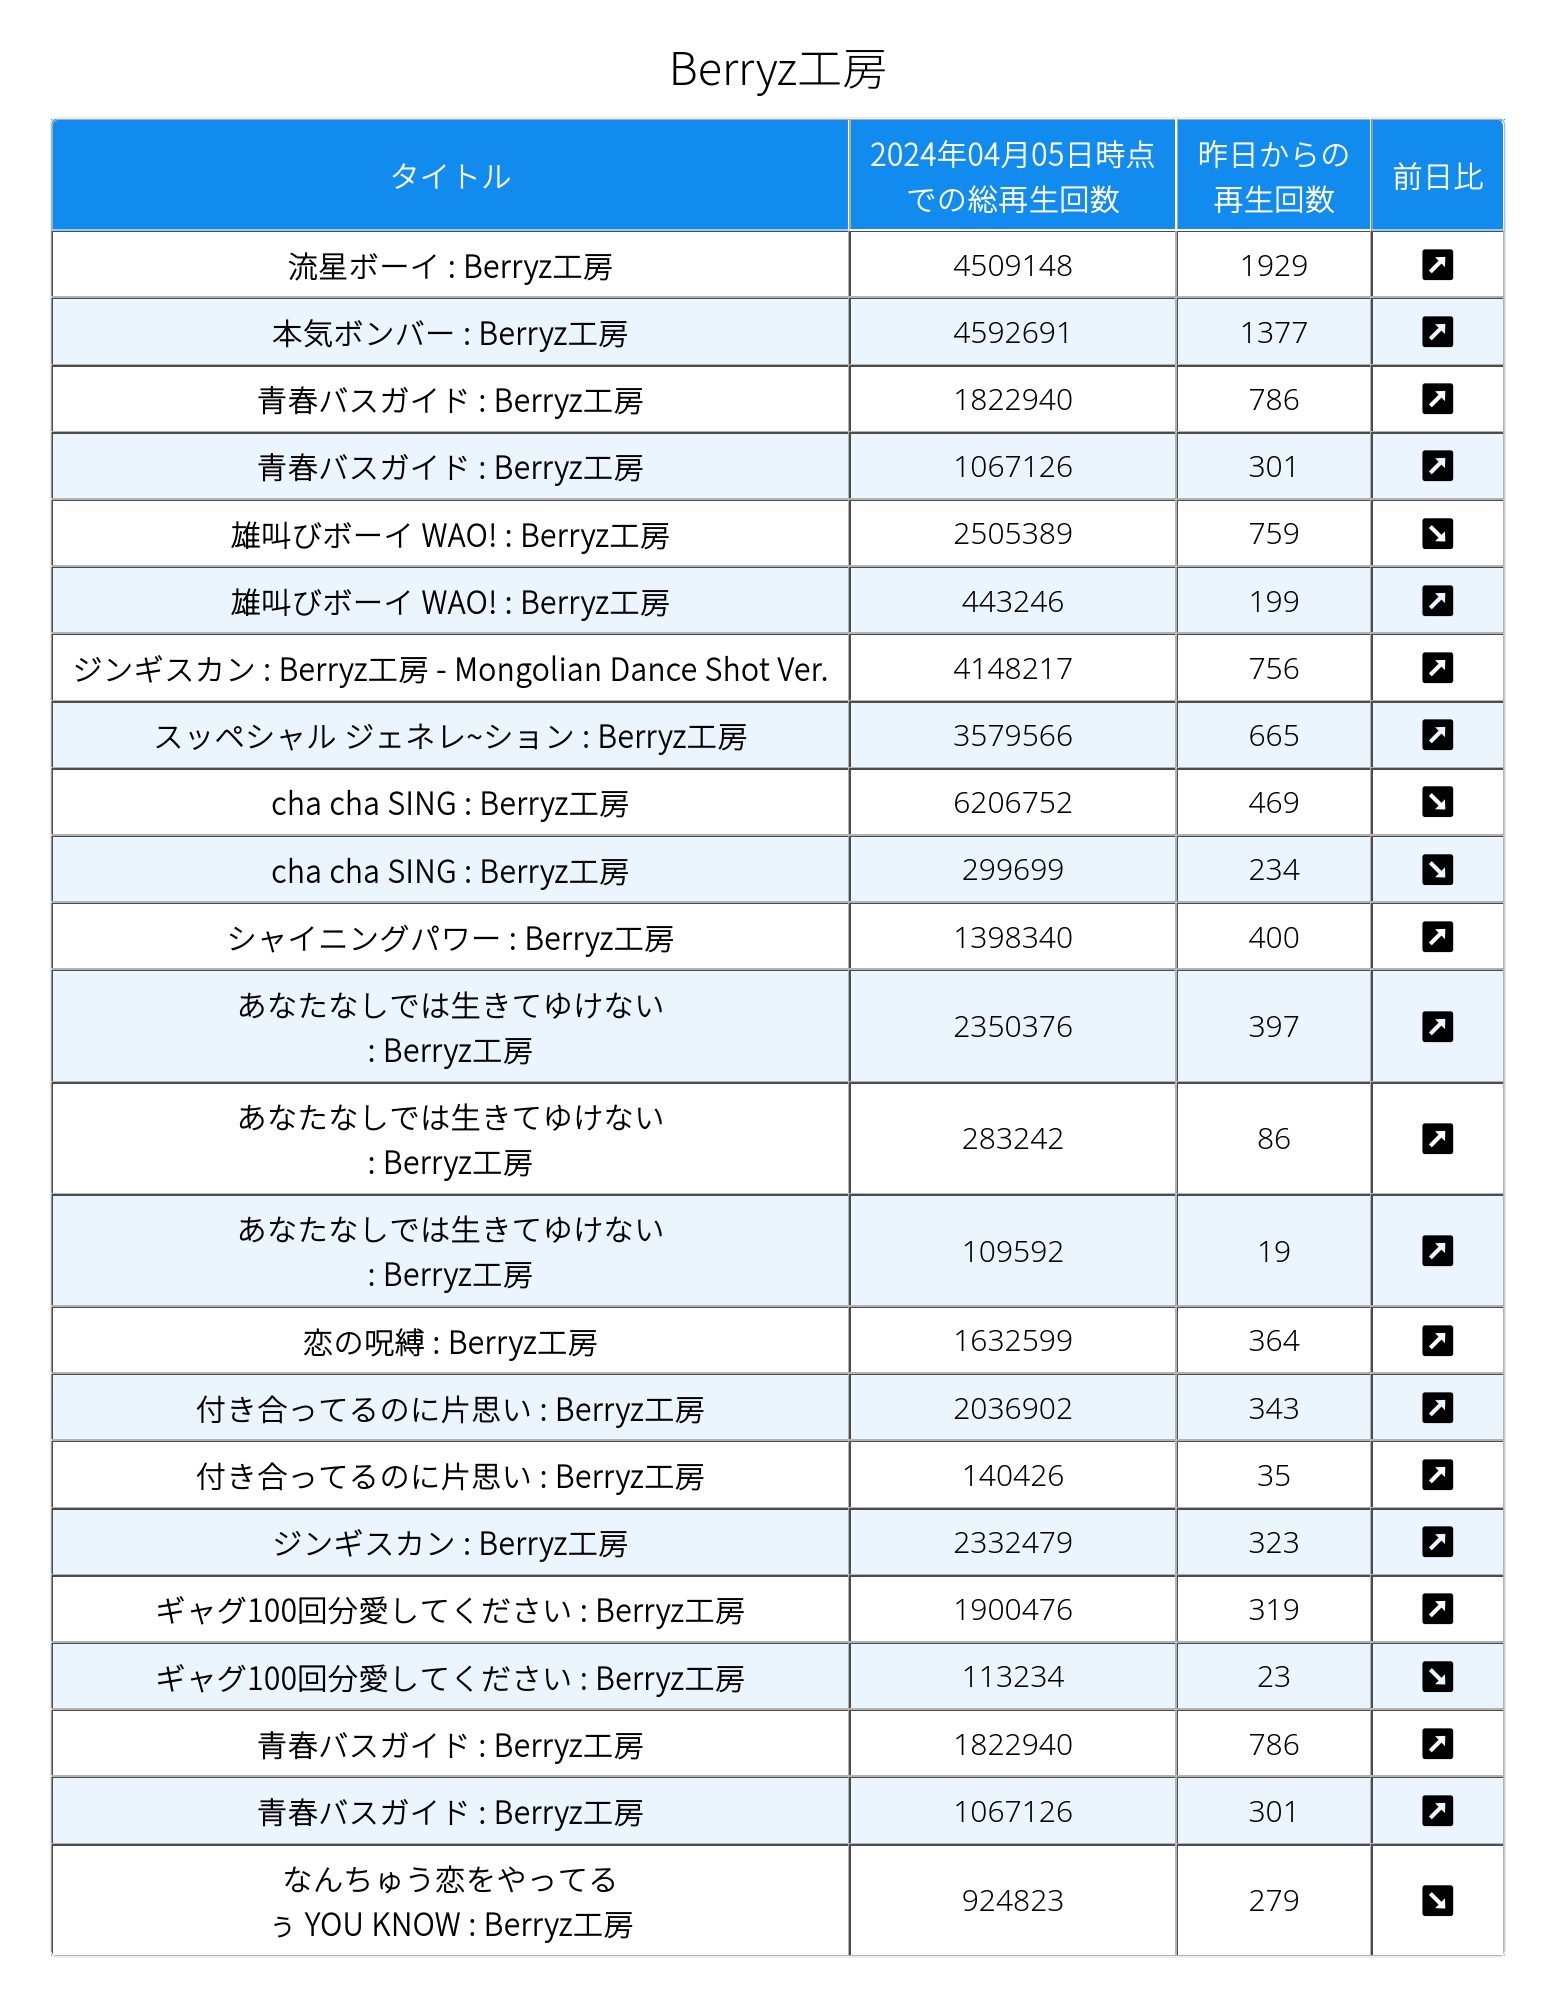 Berryz工房
タイトル
2024年04月05日時点
での総再生回数
昨日からの
再生回数
前日比
流星ボーイ : Berryz工房 4509148 1929
本気ボンバー : Berryz工房 4592691 1377
青春バスガイド : Berryz工房 1822940 786
青春バスガイド : Berryz工房 1067126 301
雄叫びボーイ WAO! : Berryz工房 2505389 759
雄叫びボーイ WAO! : Berryz工房 443246 199
ジンギスカン : Berryz工房 - Mongolian Dance Shot Ver. 4148217 756
スッペシャル ジェネレ~ション : Berryz工房 3579566 665
cha cha SING : Berryz工房 6206752 469
cha cha SING : Berryz工房 299699 234
シャイニングパワー : Berryz工房 1398340 400
あなたなしでは生きてゆけない
: Berryz工房 2350376 397
あなたなしでは生きてゆけない
: Berryz工房 283242 86
あなたなしでは生きてゆけない
: Berryz工房 109592 19
恋の呪縛 : Berryz工房 1632599 364
付き合ってるのに片思い : Berryz工房 2036902 343
付き合ってるのに片思い : Berryz工房 140426 35
ジンギスカン : Berryz工房 2332479 323
ギャグ100回分愛してください : Berryz工房 1900476 319
ギャグ100回分愛してください : Berryz工房 113234 23
青春バスガイド : Berryz工房 1822940 786
青春バスガイド : Berryz工房 1067126 301
なんちゅう恋をやってる
ぅ YOU KNOW : Berryz工房 924823 279